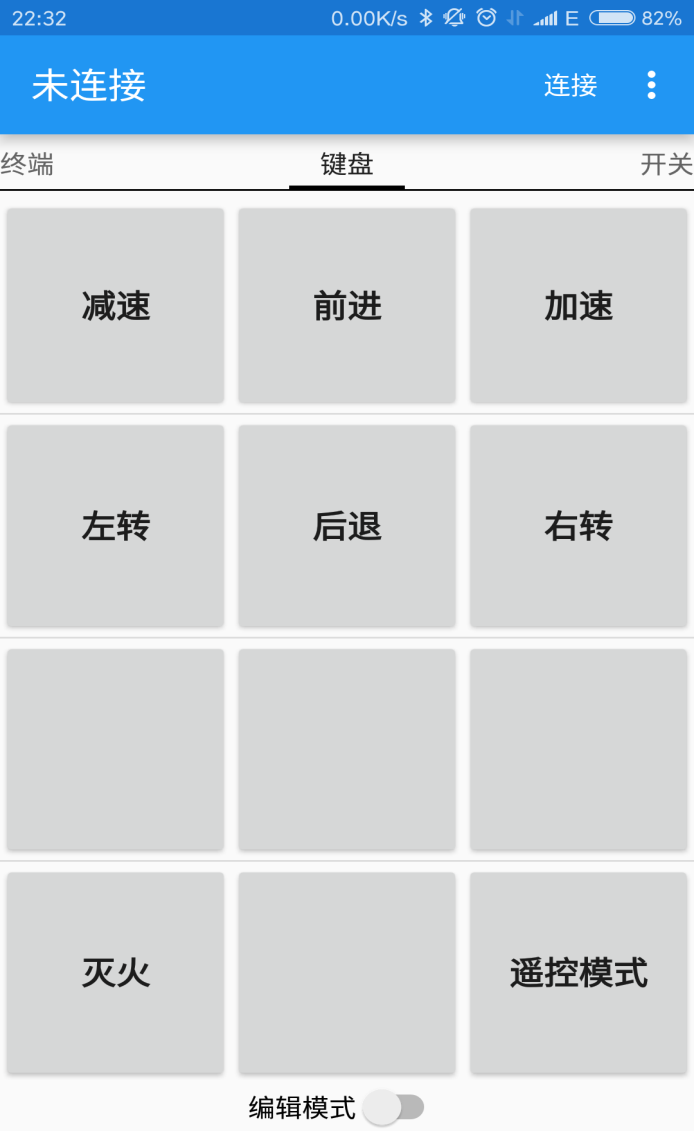 22:32 0.00K/s E 82%
未连接 连接
终端 键盘 开关
减速 前进 加速
左转 后退 右转
灭火 遥控模式
编辑模式